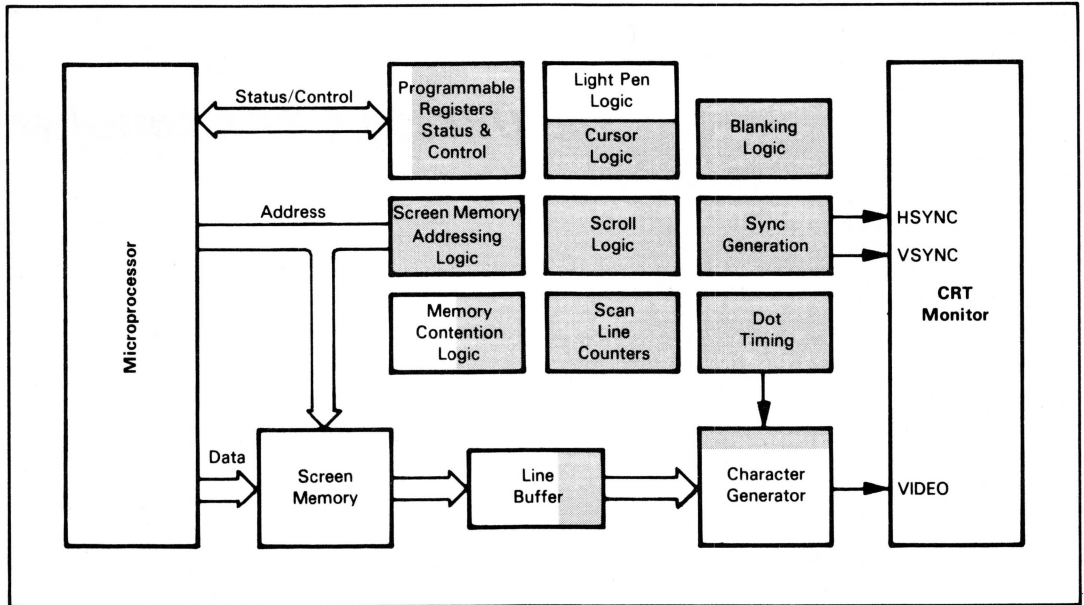 Microprocessor
Status/Control
Programmable
Registers
Status &
Control
Light Pen
Logic
Cursor
Logic
Blanking
Logic
Address
Screen Memory
Addressing
Logic
Scroll
Logic
Sync
Generation
HSYNC
VSYNC
CRT
Monitor
Memory
Contention
Logic
Scan
Line
Counters
Dot
Timing
Data
Screen
Memory
Line
Buffer
Character
Generator
VIDEO